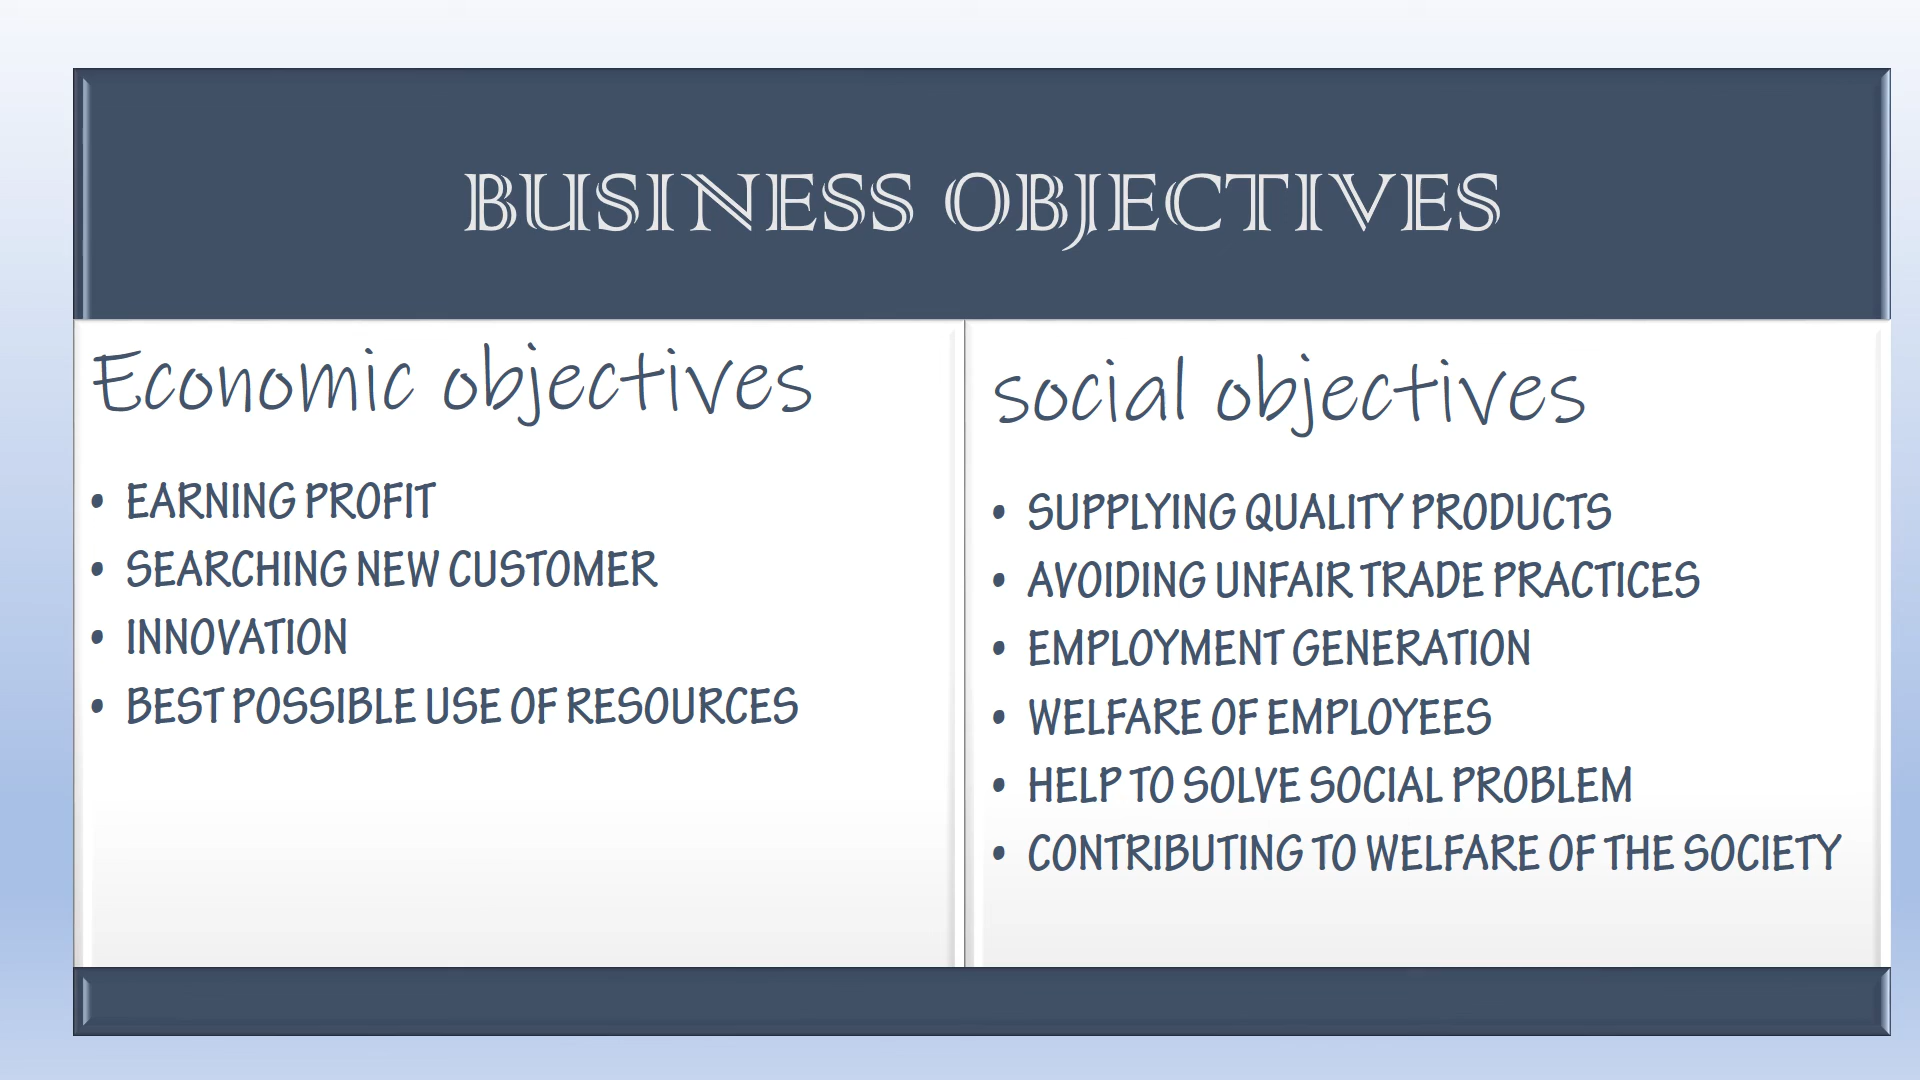 BUSINESS OBJECTIVES
Economic objectives
• EARNING PROFIT
• SEARCHING NEW CUSTOMER
• INNOVATION
• BEST POSSIBLE USE OF RESOURCES
social objectives
• SUPPLYING QUALITY PRODUCTS
• AVOIDING UNFAIR TRADE PRACTICES
• EMPLOYMENT GENERATION
• WELFARE OF EMPLOYEES
• HELP TO SOLVE SOCIAL PROBLEM
• CONTRIBUTING TO WELFARE OF THE SOCIETY